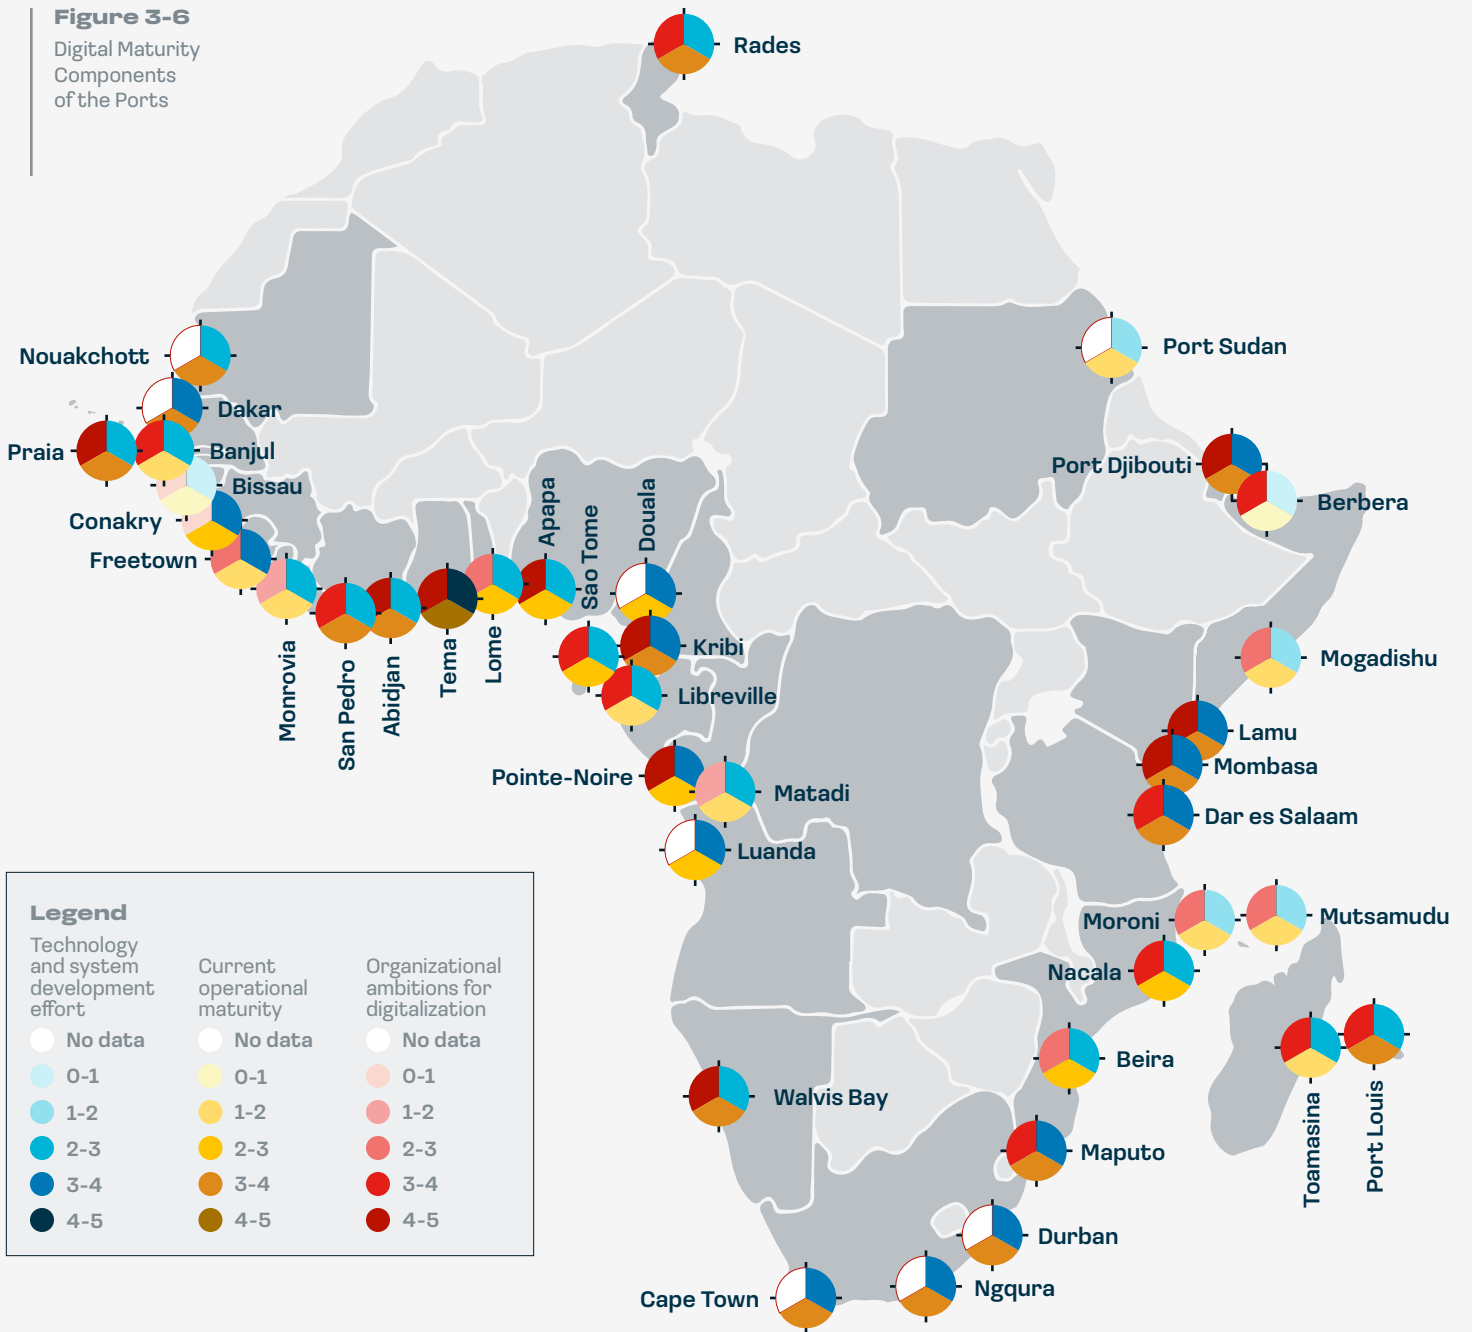 Figure 3-6
Digital Maturity
Components
of the Ports
Rades
Nouakchott
Port Sudan
Dakar
Praia
Banjul
Port Djibouti
Bissau
Berbera
Conakry
Freetown
Apapa
Sao Tome
Douala
Monrovia
San Pedro
Abidjan
Tema
Lome
Kribi
Mogadishu
Libreville
Lamu
Mombasa
Pointe-Noire
Matadi
Dar es Salaam
Luanda
Moroni
Mutsamudu
Nacala
Beira
Walvis Bay
Toamasina
Port Louis
Maputo
Durban
Ngqura
Cape Town
Legend
Technology
and system
development
effort
No data
0-1
1-2
2-3
3-4
4-5
Current
operational
maturity
No data
0-1
1-2
2-3
3-4
4-5
Organizational
ambitions for
digitalization
No data
0-1
1-2
2-3
3-4
4-5